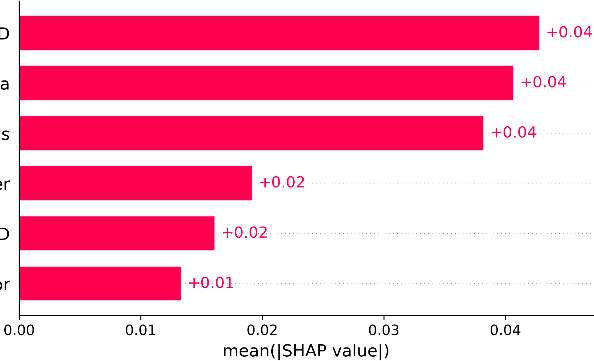 D +0.04
a +0.04
s +0.04
er +0.02
D +0.02
or +0.01
0.00 0.01 0.02 0.03 0.04
mean(|SHAP value|)